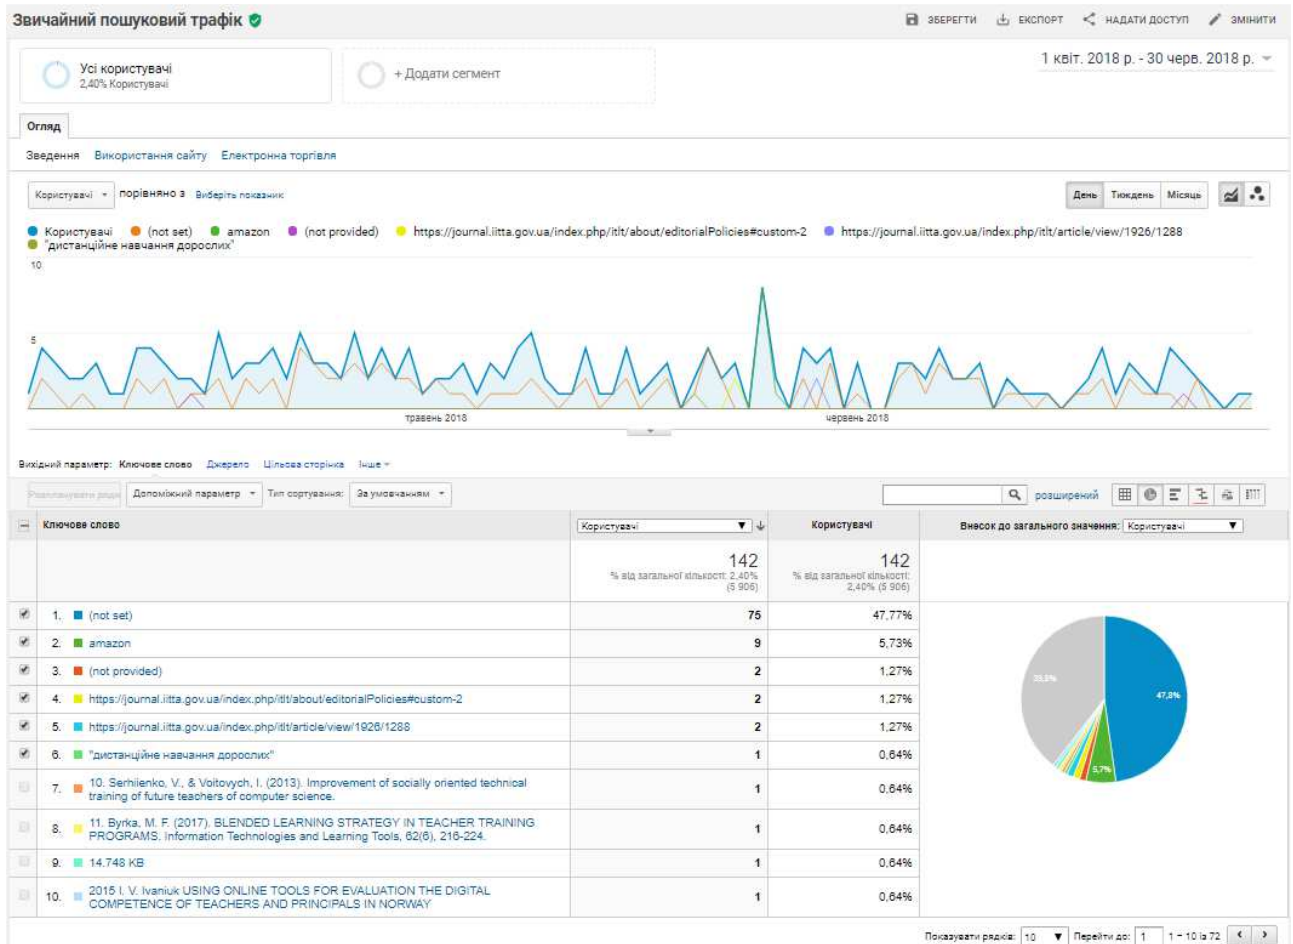 Звичайний пошуковий трафік
ЗБЕРЕГТИ ЕКСПОРТ НАДАТИ ДОСТУП ЗМІНИТИ
Усі користувачі
2,40% Користувачі
+ Додати сегмент
1 квіт. 2018 р. - 30 черв. 2018 р.
Огляд
Зведення Використання сайту Електронна торгівля
Користувачі порівняно з Виберіть показник
День Тиждень Місяць
Користувачі (not set) amazon (not provided) https://journal.iitta.gov.ua/index.php/itlt/about/editorialPolicies#custom-2 https://journal.iitta.gov.ua/index.php/itlt/article/view/1926/1288
"дистанційне навчання дорослих"
10
5
травень 2018 червень 2018
Вихідний параметр: Ключове слово Джерело Цільова сторінка Інше
Допоміжний параметр Тип сортування: За умовчанням розширений
Ключове слово Користувачі Користувачі Внесок до загального значення: Користувачі
142 142
% від загальної кількості: 2,40% (5 906) % від загальної кількості: 2,40% (5 906)
1. (not set) 75 47,77%
2. amazon 9 5,73%
3. (not provided) 2 1,27%
4. https://journal.iitta.gov.ua/index.php/itlt/about/editorialPolicies#custom-2 2 1,27%
5. https://journal.iitta.gov.ua/index.php/itlt/article/view/1926/1288 2 1,27%
6. "дистанційне навчання дорослих" 1 0,64%
7. 10. Serhiienko, V., & Voitovych, I. (2013). Improvement of socially oriented technical
training of future teachers of computer science. 1 0,64%
8. 11. Byrka, M. F. (2017). BLENDED LEARNING STRATEGY IN TEACHER TRAINING
PROGRAMS. Information Technologies and Learning Tools, 62(6), 216-224. 1 0,64%
9. 14.748 KB 1 0,64%
10. 2015 I. V. Ivaniuk USING ONLINE TOOLS FOR EVALUATION THE DIGITAL
COMPETENCE OF TEACHERS AND PRINCIPALS IN NORWAY 1 0,64%
47,8%
5,7%
Показувати рядків: 10 Перейти до: 1 1 – 10 із 72